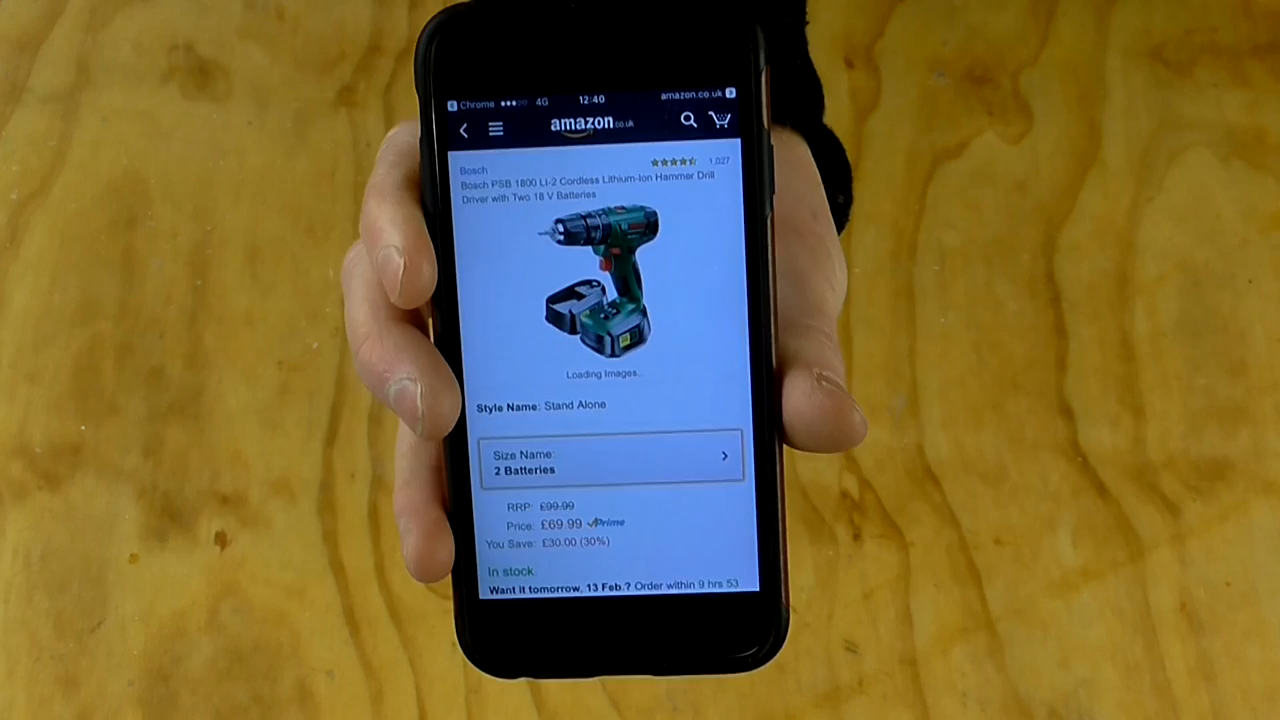 Chrome 4G 12:40 amazon.co.uk
amazon.co.uk
Bosch 1,027
Bosch PSB 1800 LI-2 Cordless Lithium-Ion Hammer Drill
Driver with Two 18 V Batteries
Loading Images...
Style Name: Stand Alone
Size Name:
2 Batteries
RRP: £99.99
Price: £69.99 Prime
You Save: £30.00 (30%)
In stock.
Want it tomorrow, 13 Feb.? Order within 9 hrs 53